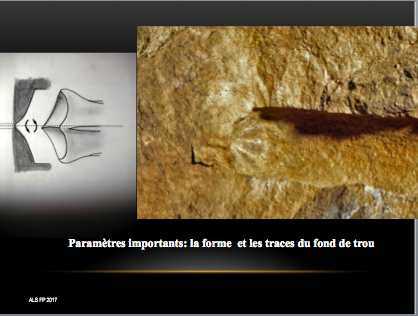 Paramètres importants: la forme et les traces du fond de trou
ALS FP 2017